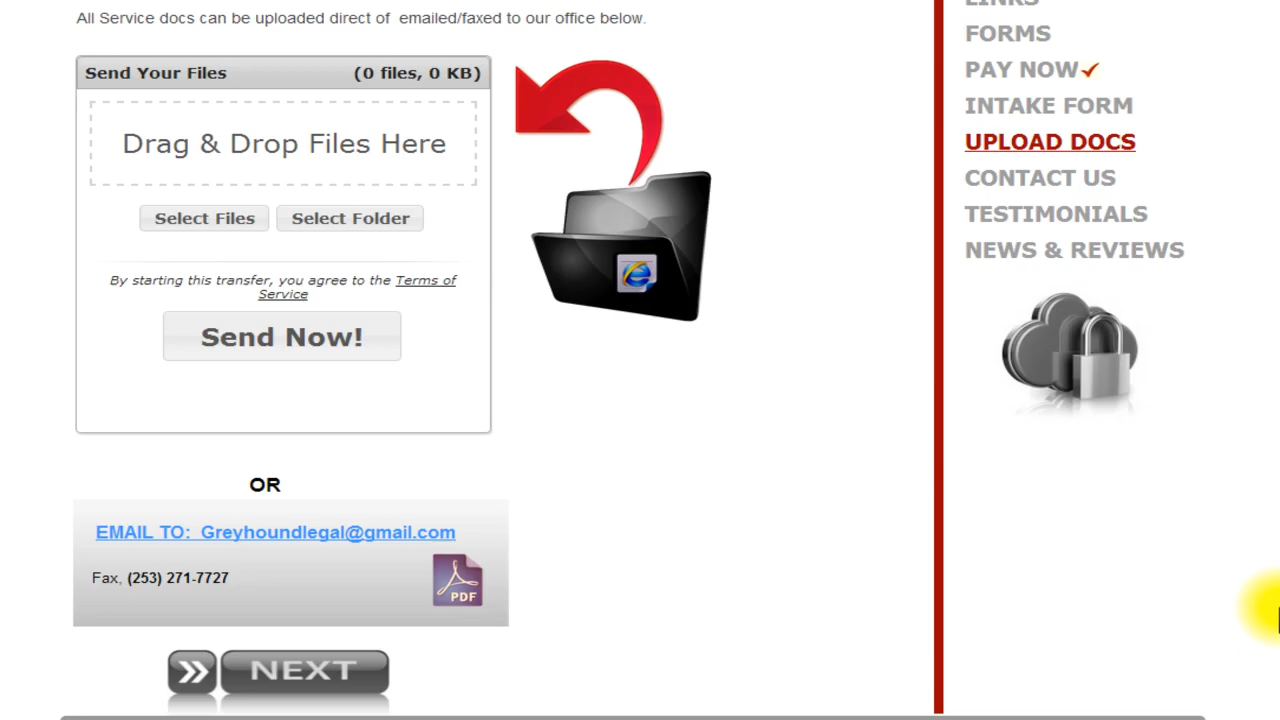 All Service docs can be uploaded direct of  emailed/faxed to our office below.
Send Your Files (0 files, 0 KB)
Drag & Drop Files Here
Select Files Select Folder
By starting this transfer, you agree to the Terms of
Service
Send Now!
OR
EMAIL TO:  Greyhoundlegal@gmail.com
Fax, (253) 271-7727
PDF
NEXT
LINKS
FORMS
PAY NOW
INTAKE FORM
UPLOAD DOCS
CONTACT US
TESTIMONIALS
NEWS & REVIEWS